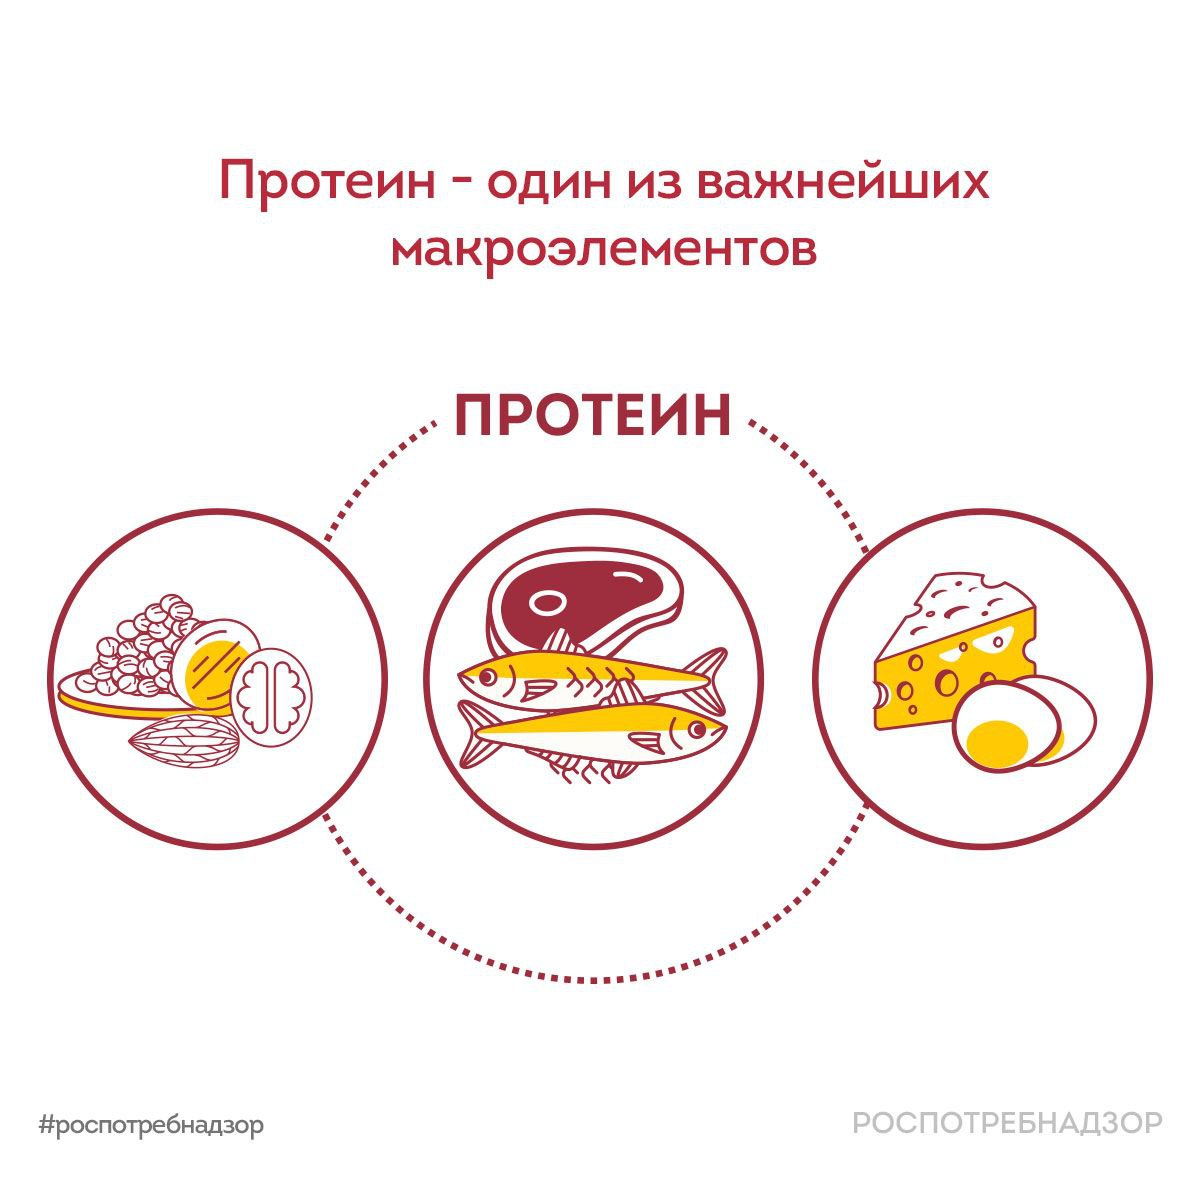 Протеин - один из важнейших
макроэлементов
ПРОТЕИН
#роспотребнадзор
РОСПОТРЕБНАДЗОР